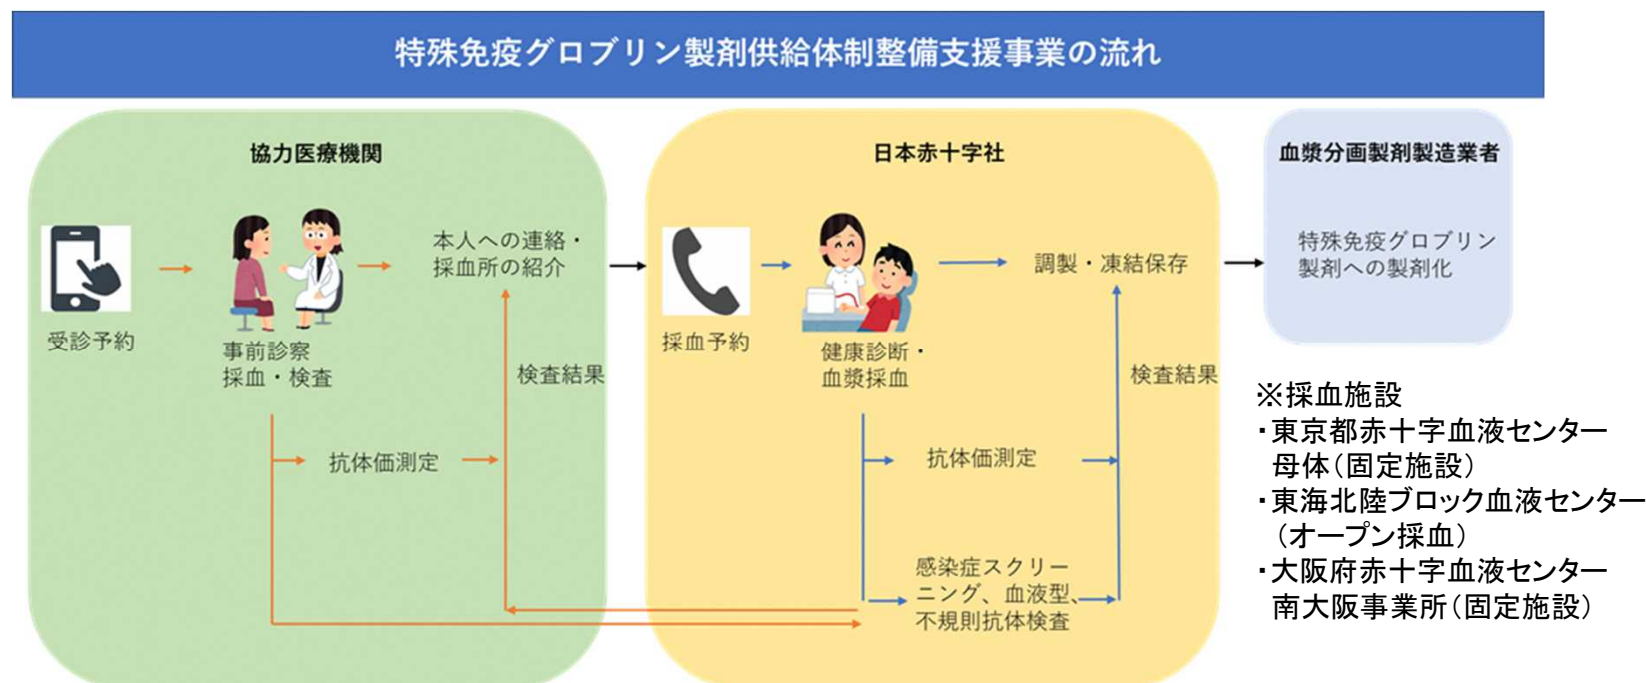 特殊免疫グロブリン製剤供給体制整備支援事業の流れ
協力医療機関
受診予約
事前診察
採血・検査
本人への連絡・
採血所の紹介
検査結果
抗体価測定
日本赤十字社
採血予約
健康診断・
血漿採血
調製・凍結保存
検査結果
抗体価測定
感染症スクリー
ニング、血液型、
不規則抗体検査
血漿分画製剤製造業者
特殊免疫グロブリン
製剤への製剤化
※採血施設
・東京都赤十字血液センター
母体(固定施設)
・東海北陸ブロック血液センター
(オープン採血)
・大阪府赤十字血液センター
南大阪事業所(固定施設)